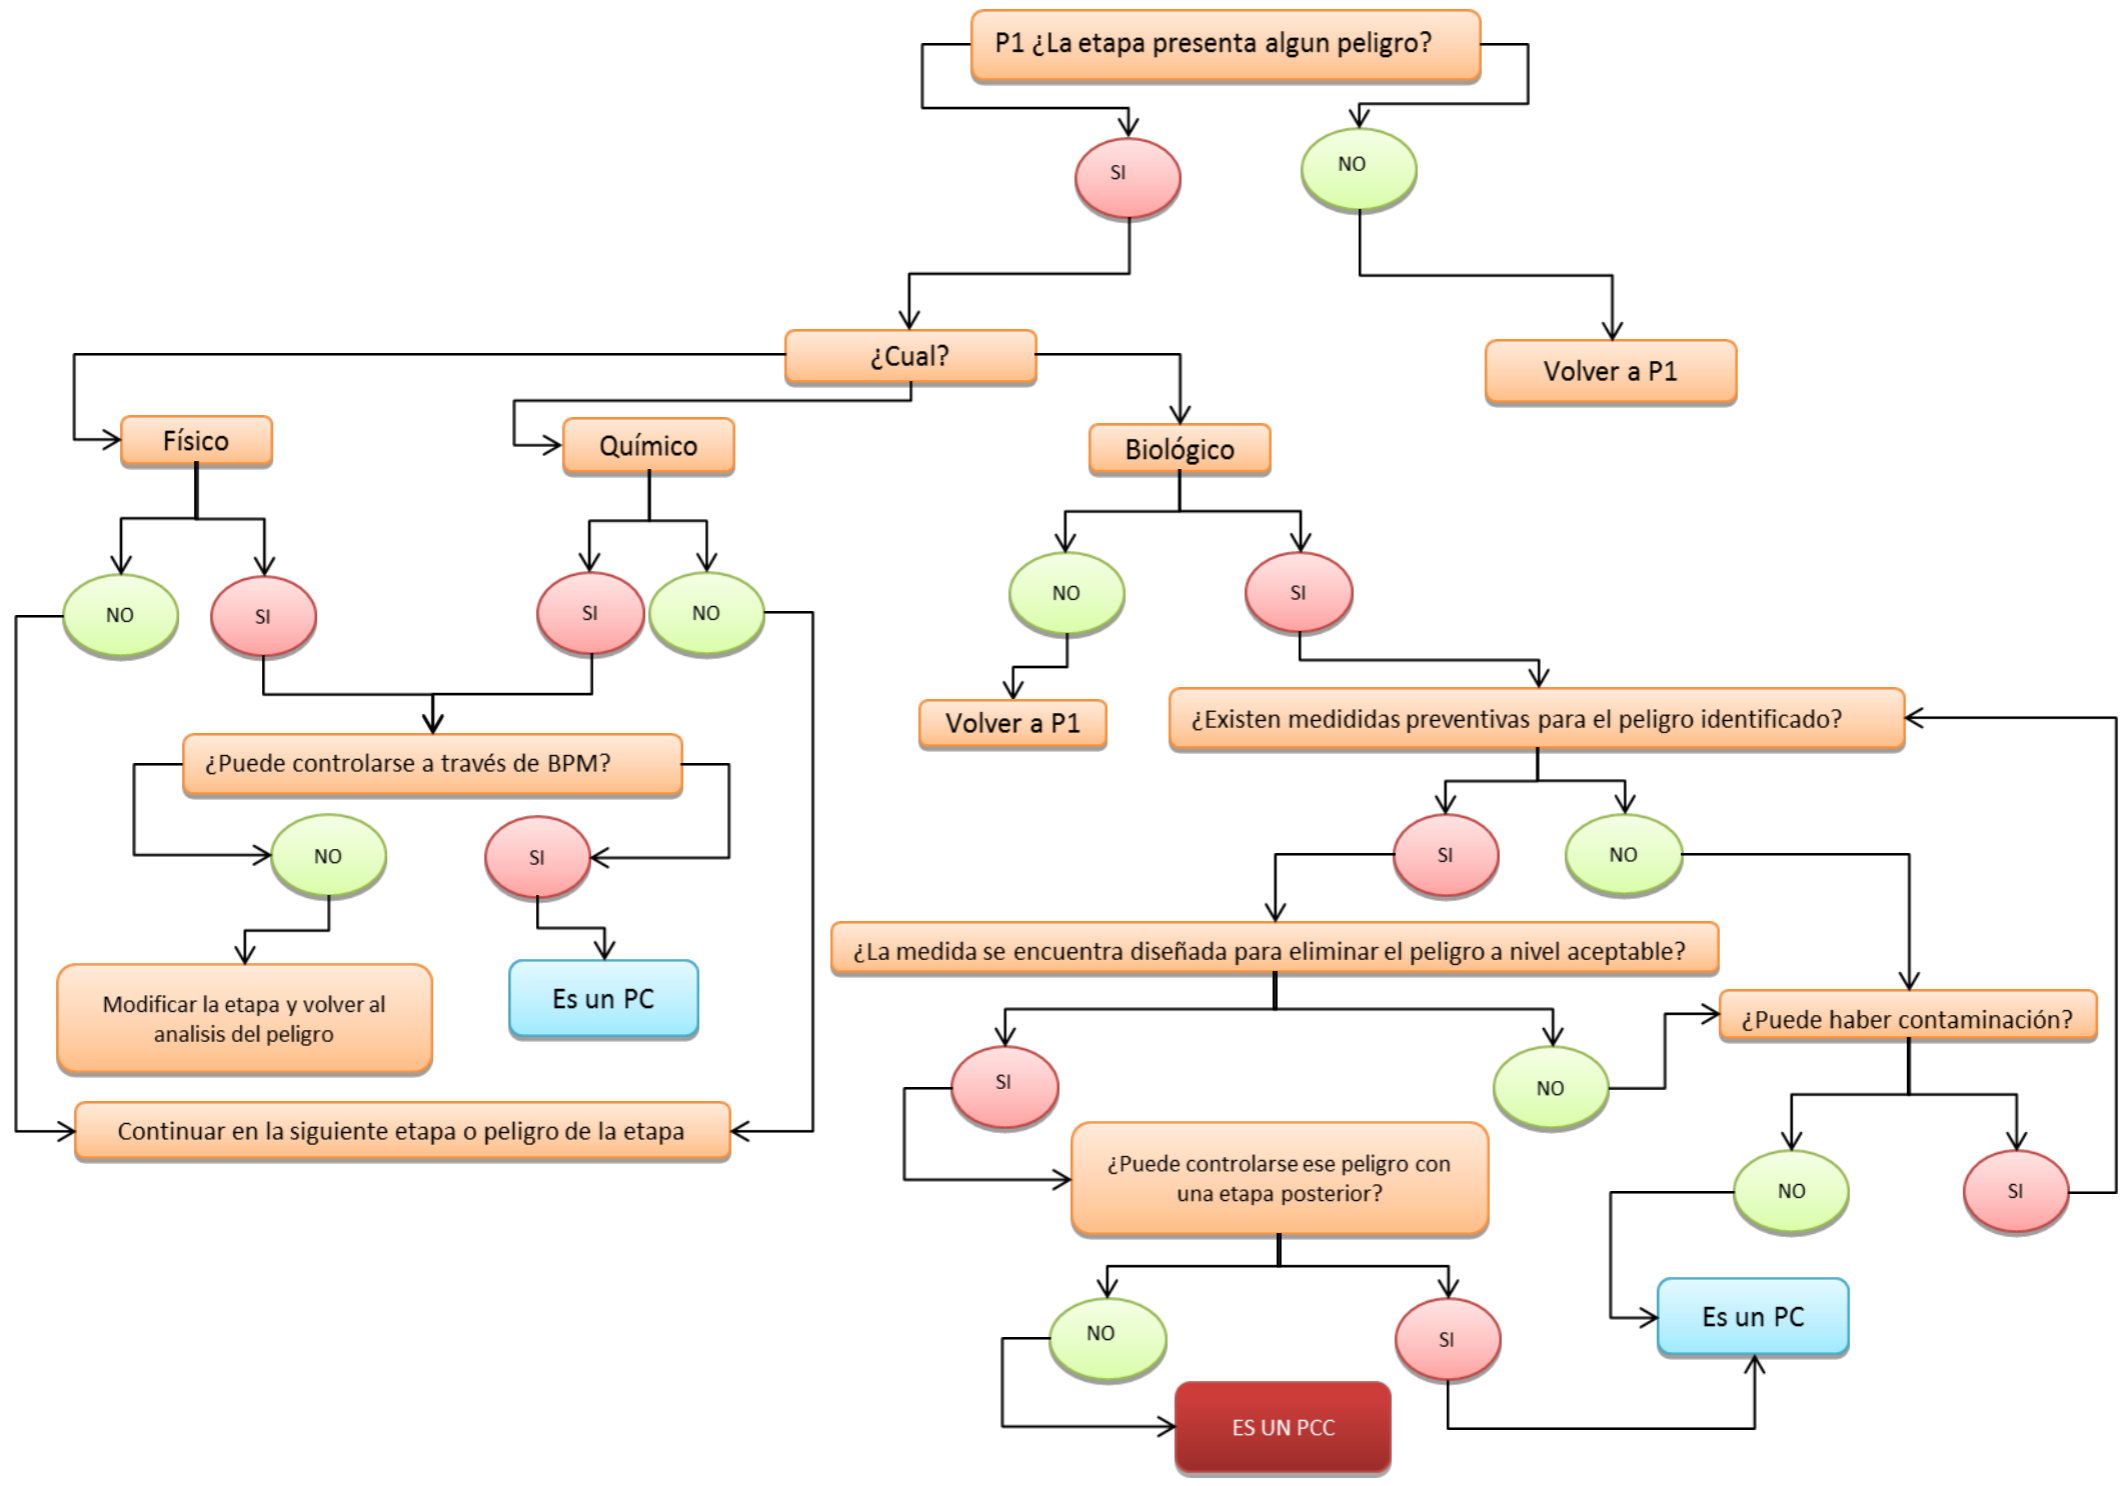 P1 ¿La etapa presenta algun peligro?
SI
NO
¿Cual?
Volver a P1
Físico
Químico
Biológico
NO
SI
SI
NO
NO
SI
Volver a P1
¿Existen medididas preventivas para el peligro identificado?
¿Puede controlarse a través de BPM?
NO
SI
SI
NO
¿La medida se encuentra diseñada para eliminar el peligro a nivel aceptable?
Modificar la etapa y volver al
analisis del peligro
Es un PC
¿Puede haber contaminación?
SI
NO
Continuar en la siguiente etapa o peligro de la etapa
¿Puede controlarse ese peligro con
una etapa posterior?
NO
SI
NO
SI
Es un PC
ES UN PCC